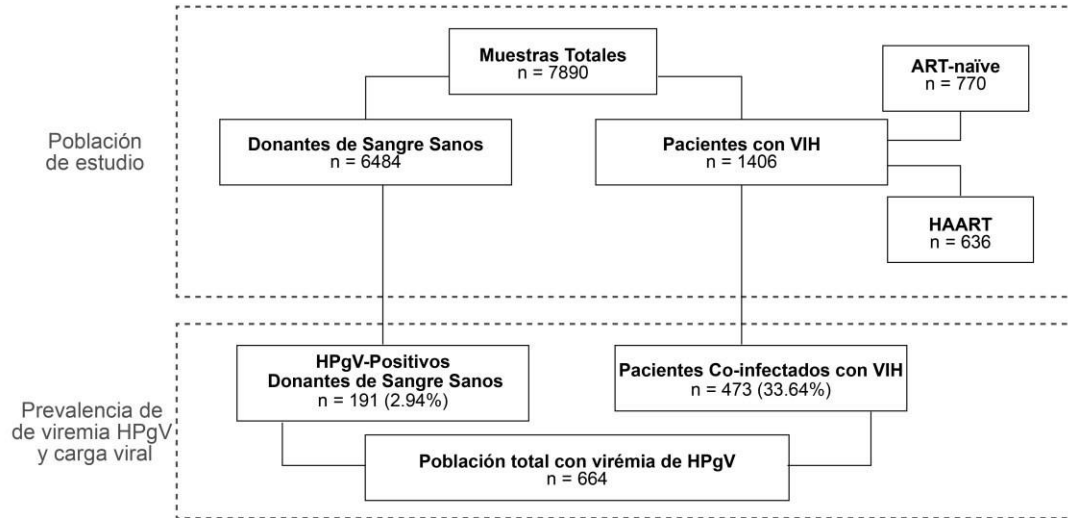 Muestras Totales
n = 7890
ART-naïve
n = 770
Población
de estudio
Donantes de Sangre Sanos
n = 6484
Pacientes con VIH
n = 1406
HAART
n = 636
HPgV-Positivos
Donantes de Sangre Sanos
n = 191 (2.94%)
Pacientes Co-infectados con VIH
n = 473 (33.64%)
Prevalencia de
de viremia HPgV
y carga viral
Población total con virémia de HPgV
n = 664